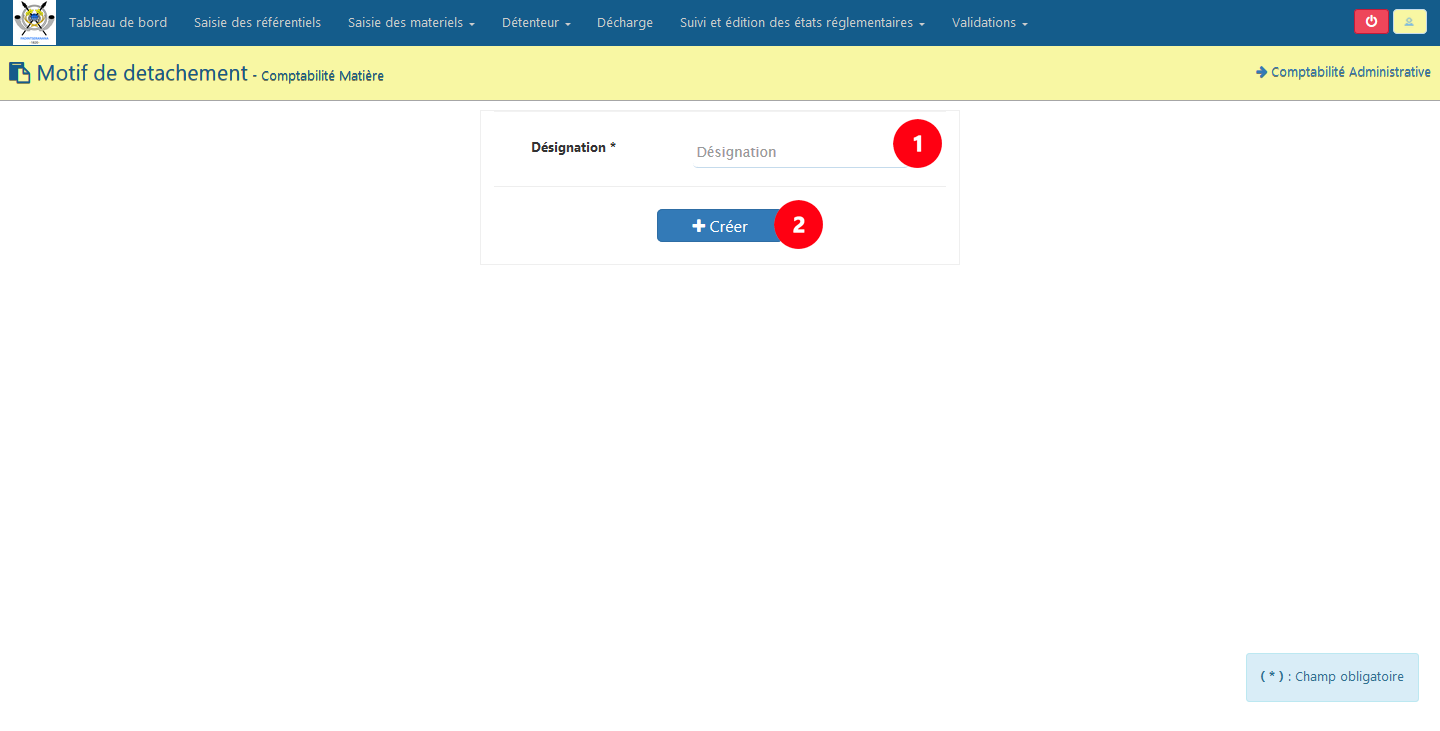 Tableau de bord Saisie des référentiels Saisie des materiels Détenteur Décharge Suivi et édition des états réglementaires Validations
Motif de detachement - Comptabilité Matière
Comptabilité Administrative
Désignation * Désignation 1
Créer 2
( * ) : Champ obligatoire